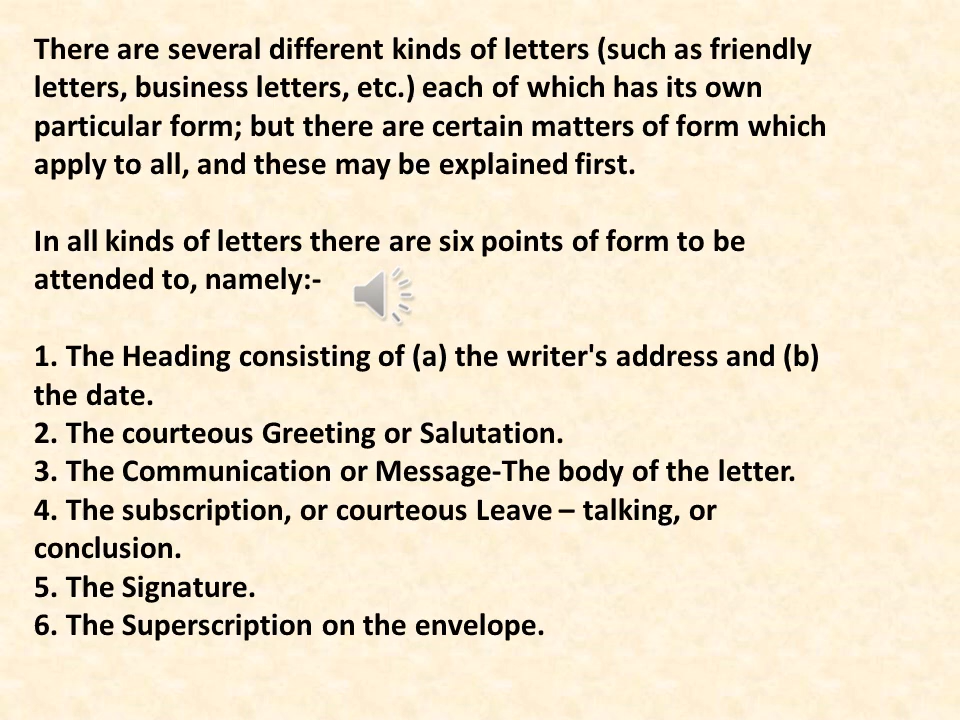 There are several different kinds of letters (such as friendly
letters, business letters, etc.) each of which has its own
particular form; but there are certain matters of form which
apply to all, and these may be explained first.
In all kinds of letters there are six points of form to be
attended to, namely:-
1. The Heading consisting of (a) the writer's address and (b)
the date.
2. The courteous Greeting or Salutation.
3. The Communication or Message-The body of the letter.
4. The subscription, or courteous Leave – talking, or
conclusion.
5. The Signature.
6. The Superscription on the envelope.